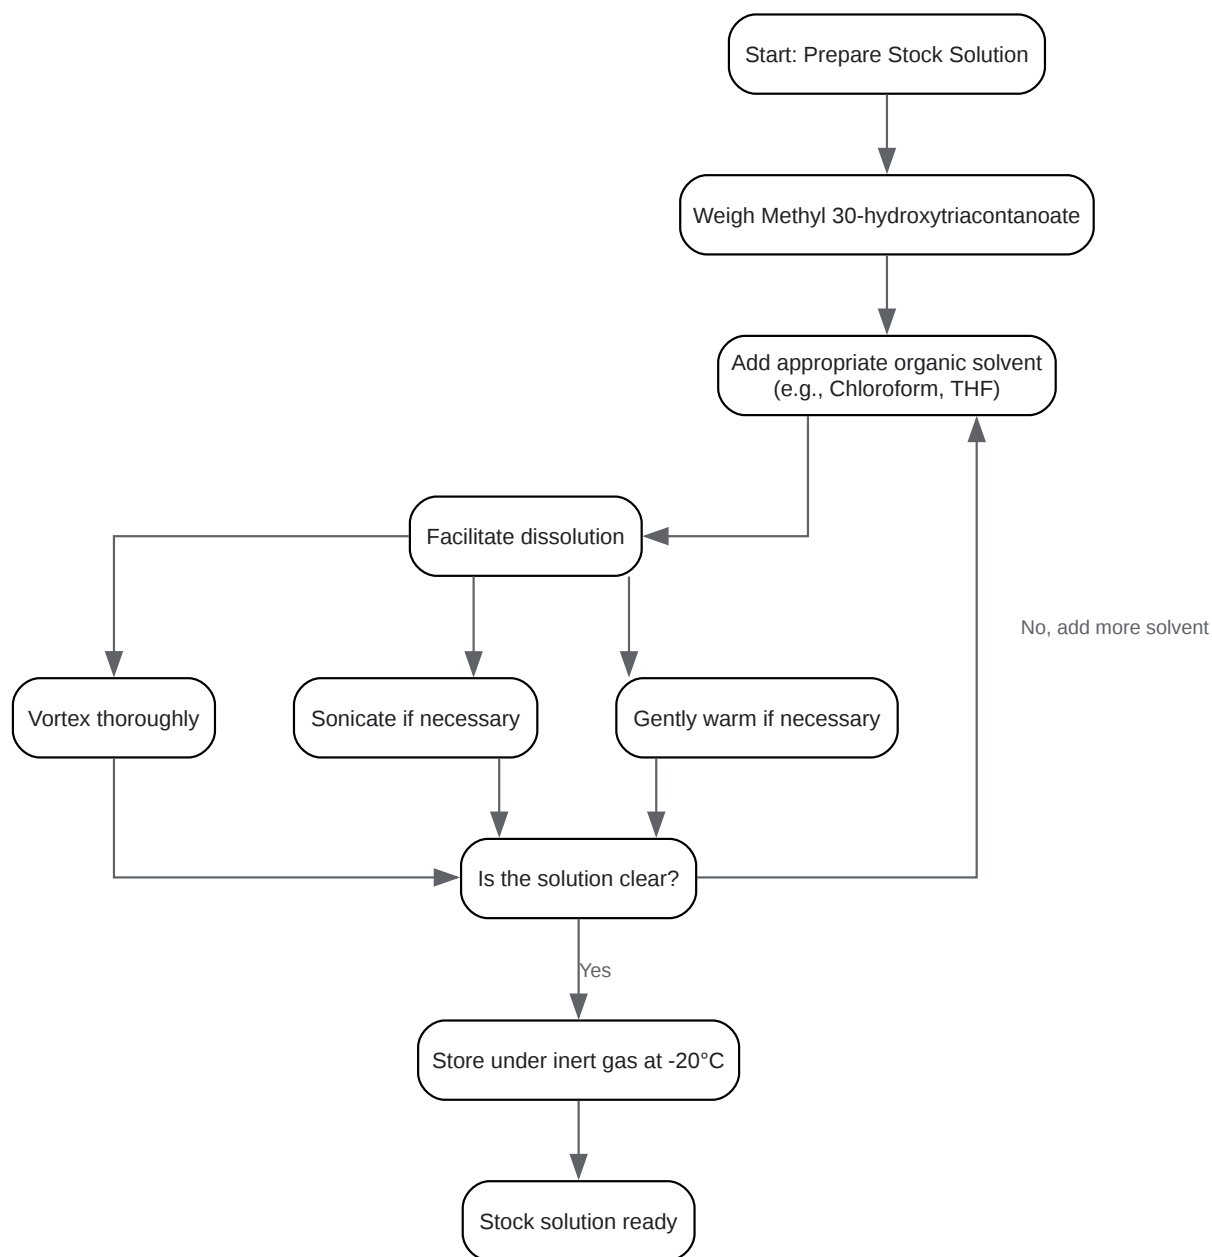 Start: Prepare Stock Solution
Weigh Methyl 30-hydroxytriacontanoate
Add appropriate organic solvent
(e.g., Chloroform, THF)
Facilitate dissolution
No, add more solvent
Vortex thoroughly
Sonicate if necessary
Gently warm if necessary
Is the solution clear?
Yes
Store under inert gas at -20°C
Stock solution ready